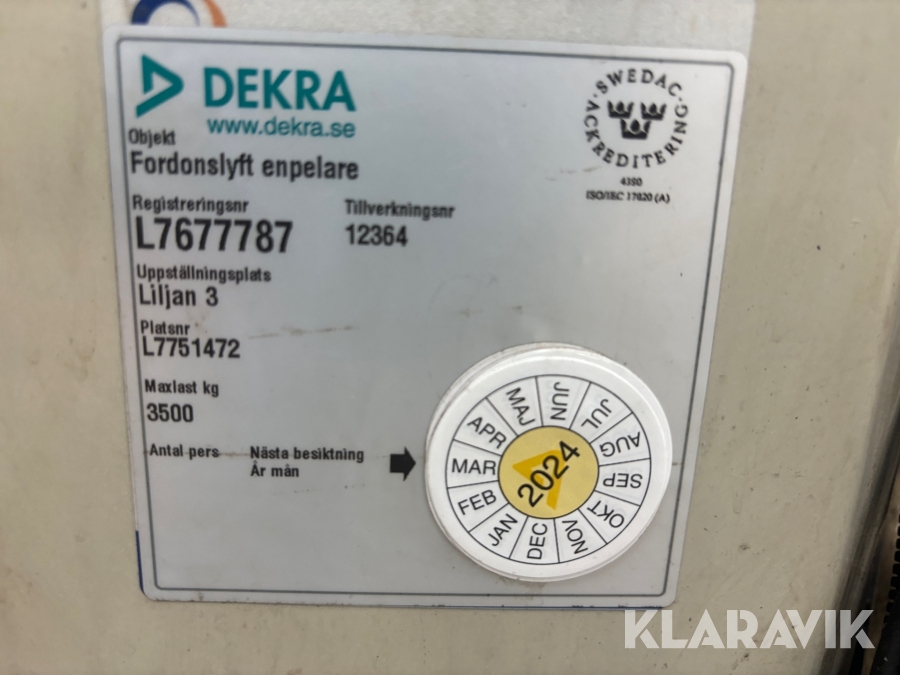 DEKRA
www.dekra.se
SWEDAC
ACKREDITERING
4380
ISO/IEC 17020 (A)
Objekt
Fordonslyft enpelare
Registreringsnr
Tillverkningsnr
L7677787
12364
Uppställningsplats
Liljan 3
Platsnr
L7751472
Maxlast kg
3500
Antal pers
Nästa besiktning
År mån
JAN
FEB
MAR
APR
MAJ
JUN
JUL
AUG
SEP
OKT
NOV
DEC
2024
KLARAVIK